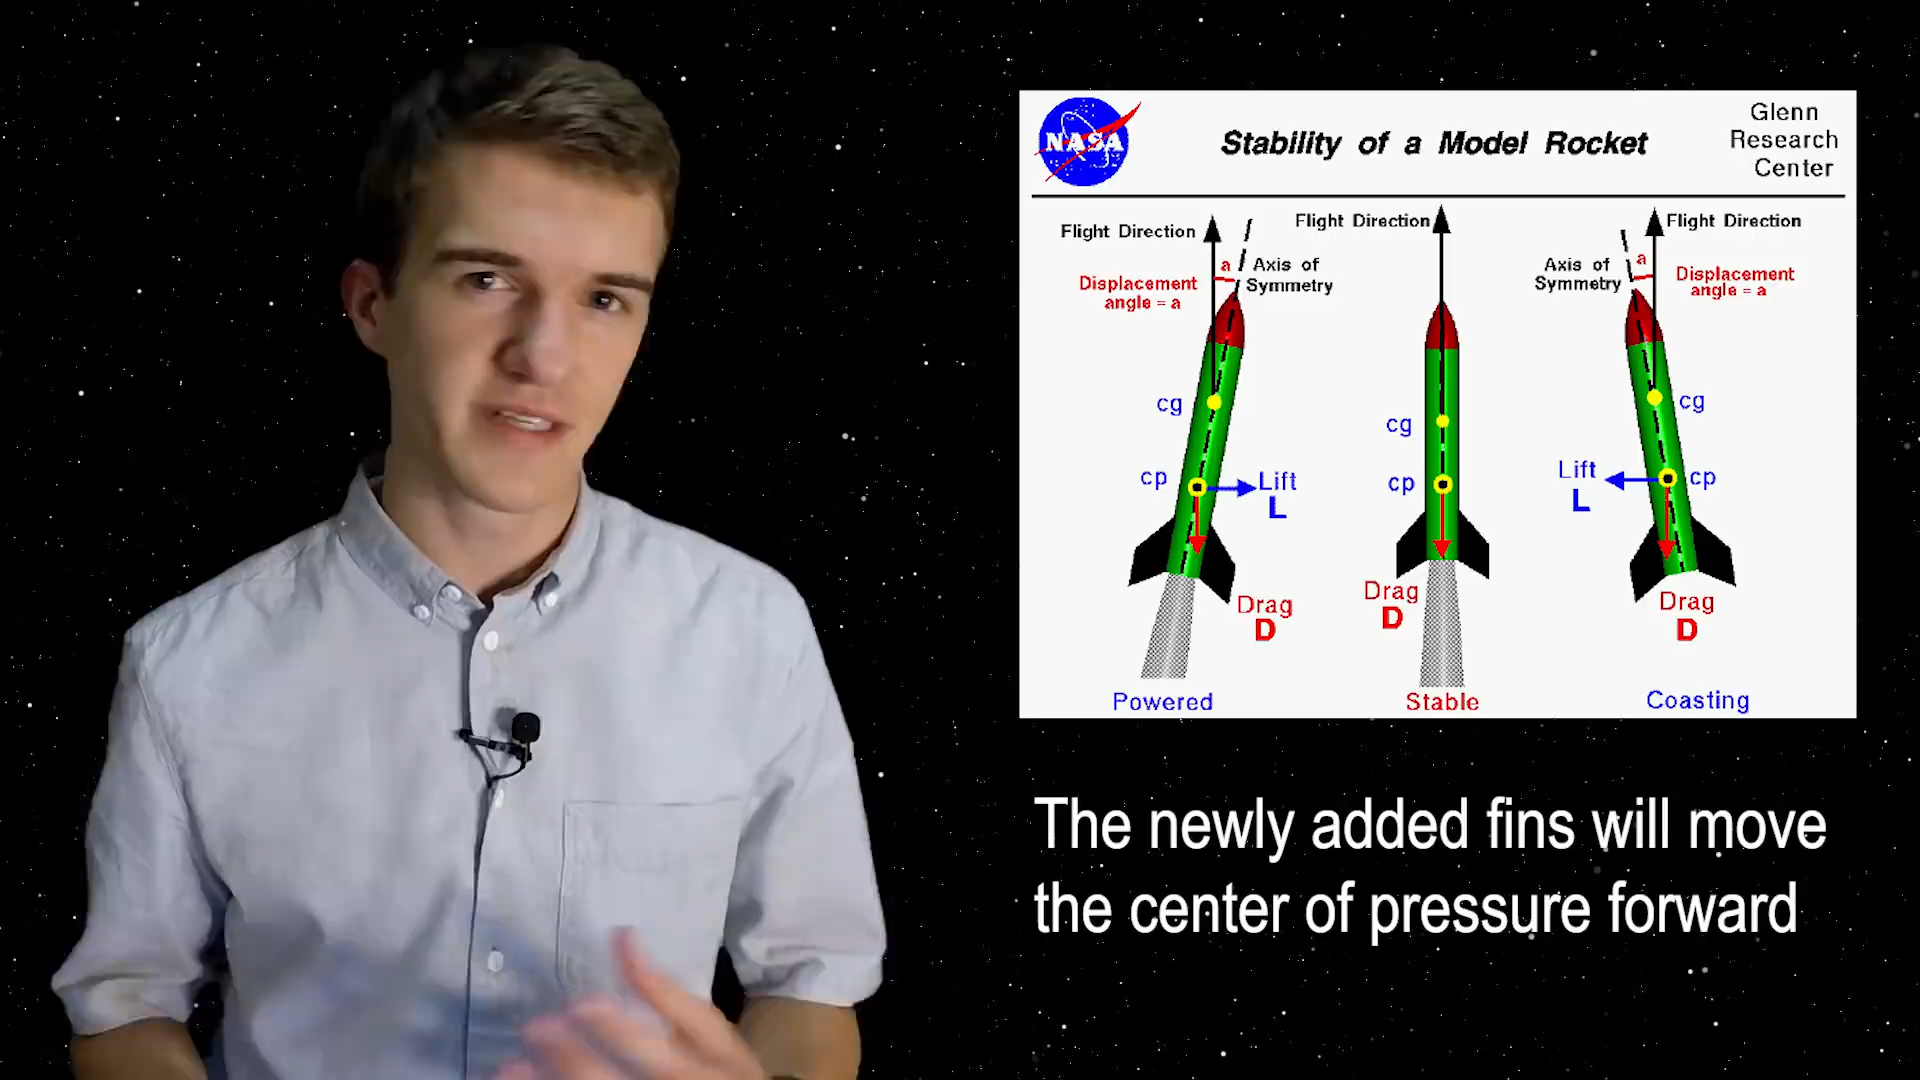 NASA
Stability of a Model Rocket
Glenn
Research
Center
Flight Direction
Displacement
angle = a
a
Axis of
Symmetry
cg
cp
Lift
L
Drag
D
Powered
Flight Direction
cg
cp
Drag
D
Stable
Flight Direction
Axis of
Symmetry
a
Displacement
angle = a
cg
Lift
L
cp
Drag
D
Coasting
The newly added fins will move
the center of pressure forward